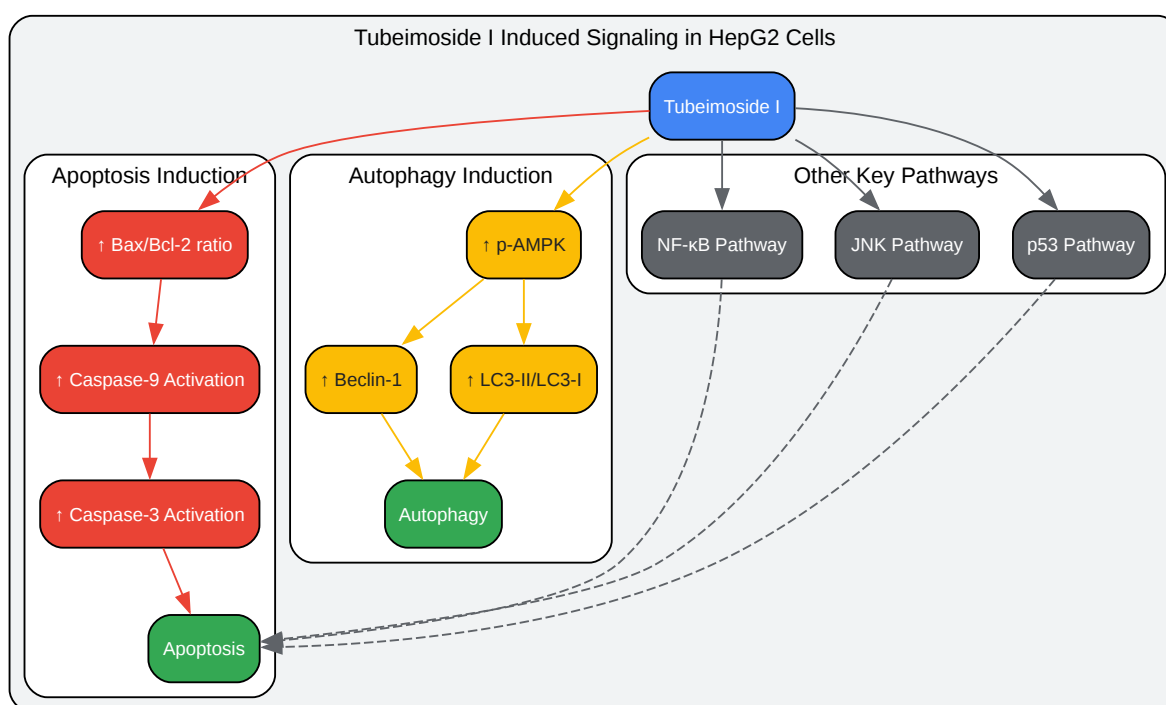 Tubeimoside I Induced Signaling in HepG2 Cells
Tubeimoside I
Apoptosis Induction
Autophagy Induction
Other Key Pathways
↑ Bax/Bcl-2 ratio
↑ p-AMPK
NF-κB Pathway
JNK Pathway
p53 Pathway
↑ Caspase-9 Activation
↑ Beclin-1
↑ LC3-II/LC3-I
↑ Caspase-3 Activation
Autophagy
Apoptosis